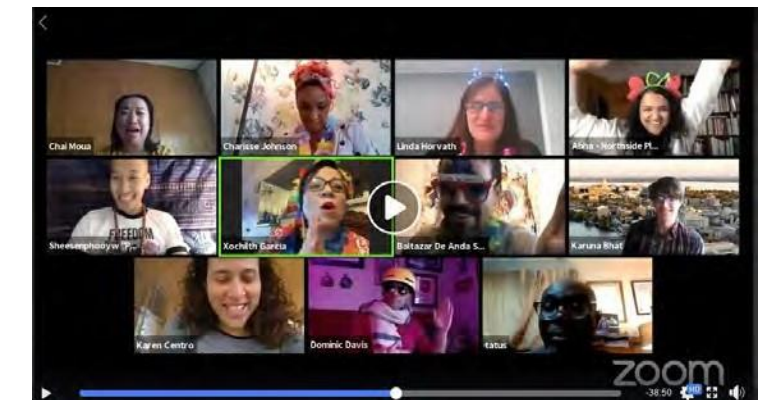 Chai Moua
Charisse Johnson
Linda Horvath
Abha - Northside Pl...
FREEDOM
Sheesenphooyw "P...
Xochilth Garcia
Baltazar De Anda S...
Karuna Bhat
Karen Centro
Dominic Davis
tatus
zoom
-38:50
HD